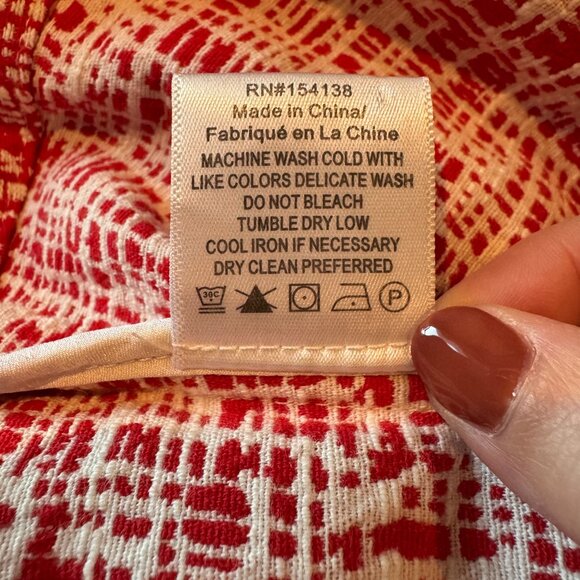 RN#154138
Made in China/
Fabriqué en La Chine
MACHINE WASH COLD WITH
LIKE COLORS DELICATE WASH
DO NOT BLEACH
TUMBLE DRY LOW
COOL IRON IF NECESSARY
DRY CLEAN PREFERRED
30C P